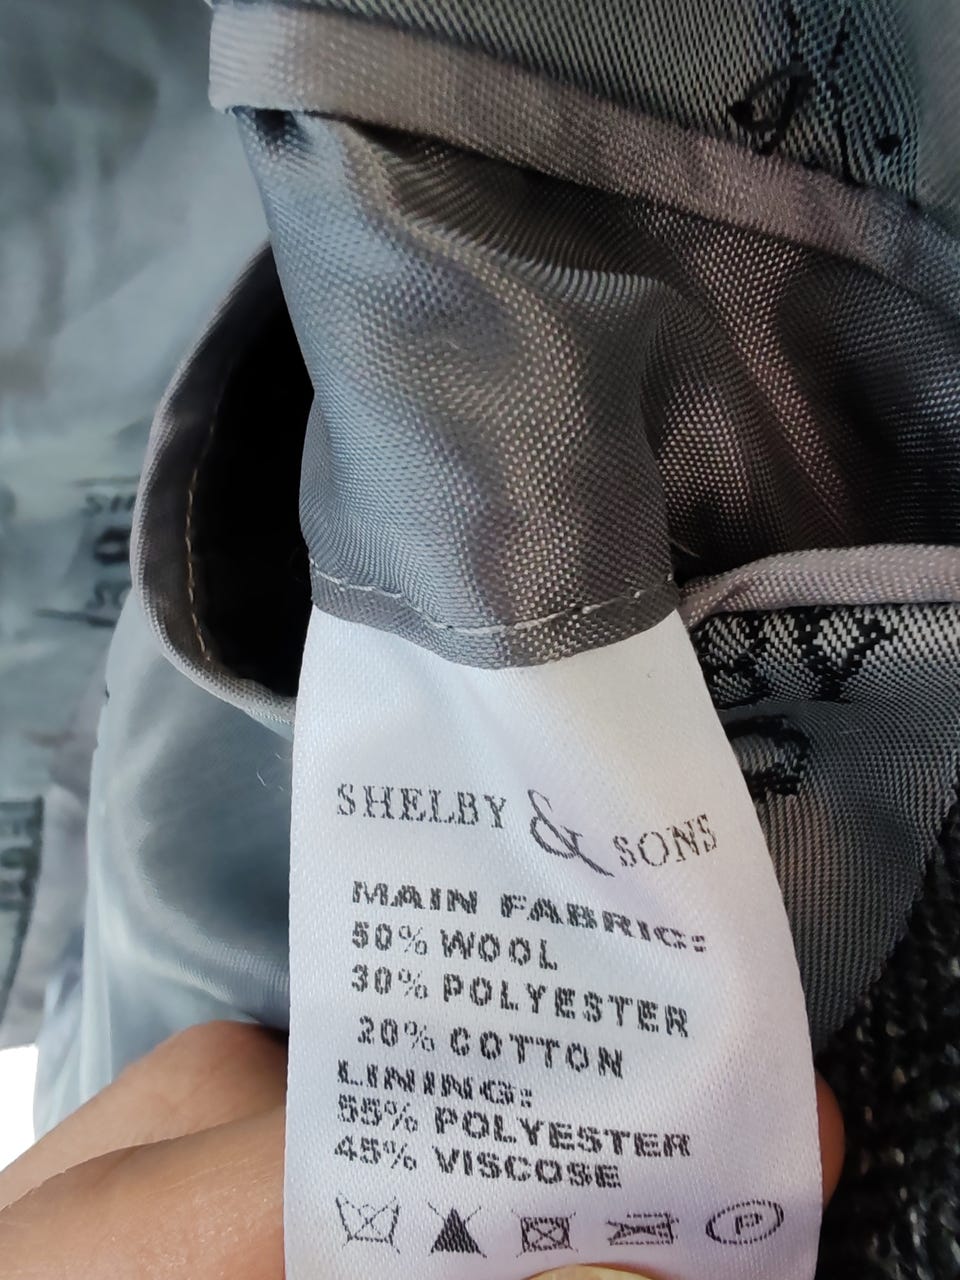 SHELBY & SONS
MAIN FABRIC:
50% WOOL
30% POLYESTER
20% COTTON
LINING:
55% POLYESTER
45% VISCOSE
P